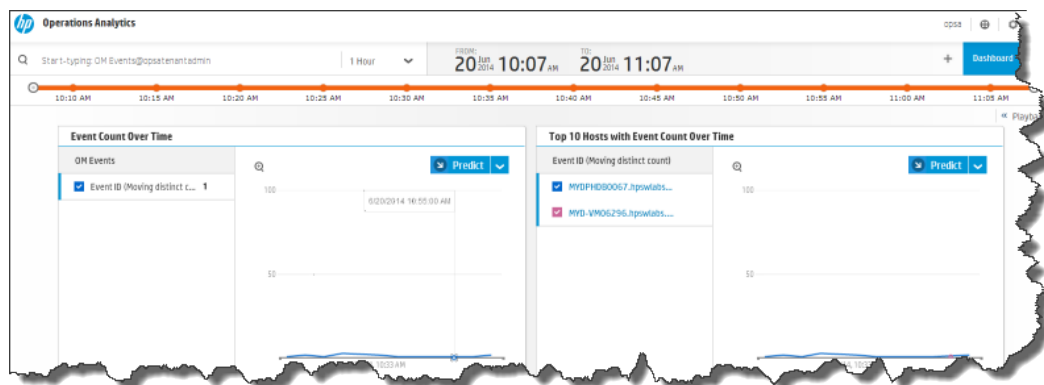 hp Operations Analytics opsa
Start-typing: OM Events@opsatenantadmin 1 Hour FROM: 20 Jun 2014 10:07 AM TO: 20 Jun 2014 11:07 AM + Dashboard
10:10 AM 10:15 AM 10:20 AM 10:25 AM 10:30 AM 10:35 AM 10:40 AM 10:45 AM 10:50 AM 10:55 AM 11:00 AM 11:05 AM
« Playba
Event Count Over Time
OM Events
Predict
Event ID (Moving distinct c... 1
100
6/20/2014 10:55:00 AM
50
10:33 AM
Top 10 Hosts with Event Count Over Time
Event ID (Moving distinct count)
Predict
MYDPHDB0067.hpswlabs...
100
MYD-VM06296.hpswlabs....
50